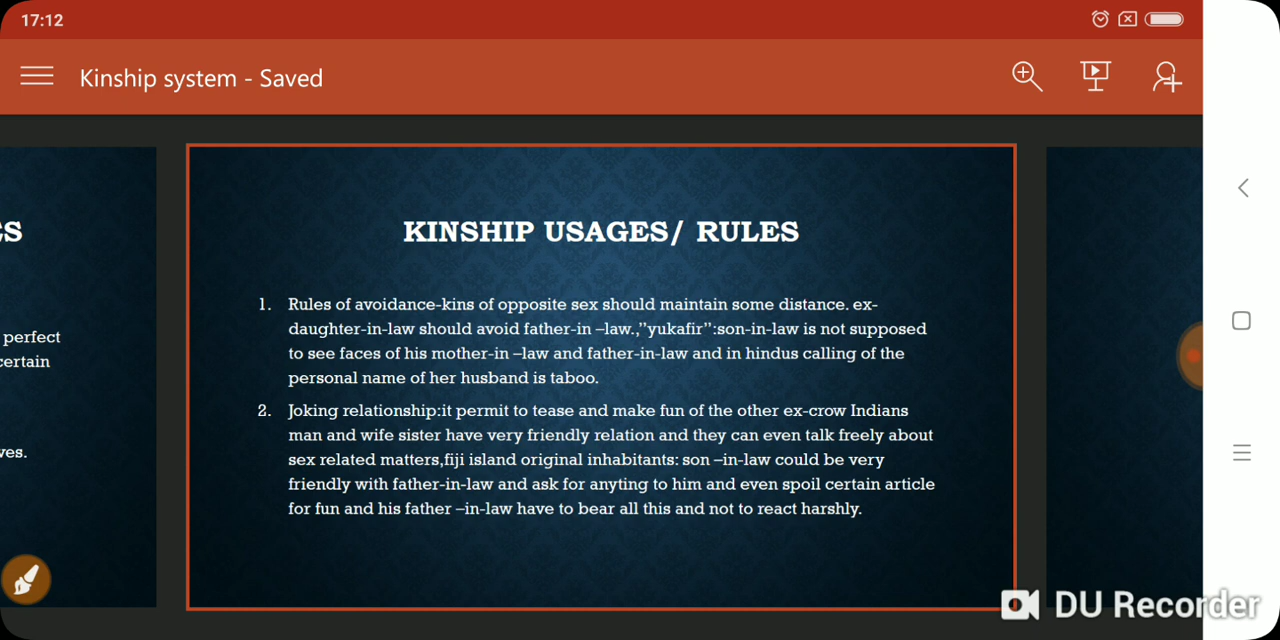 17:12
Kinship system - Saved
ES
perfect
certain
ves.
KINSHIP USAGES/ RULES
1. Rules of avoidance-kins of opposite sex should maintain some distance. ex-
daughter-in-law should avoid father-in –law.,”yukafir”:son-in-law is not supposed
to see faces of his mother-in –law and father-in-law and in hindus calling of the
personal name of her husband is taboo.
2. Joking relationship:it permit to tease and make fun of the other ex-crow Indians
man and wife sister have very friendly relation and they can even talk freely about
sex related matters,fiji island original inhabitants: son –in-law could be very
friendly with father-in-law and ask for anyting to him and even spoil certain article
for fun and his father –in-law have to bear all this and not to react harshly.
DU Recorder